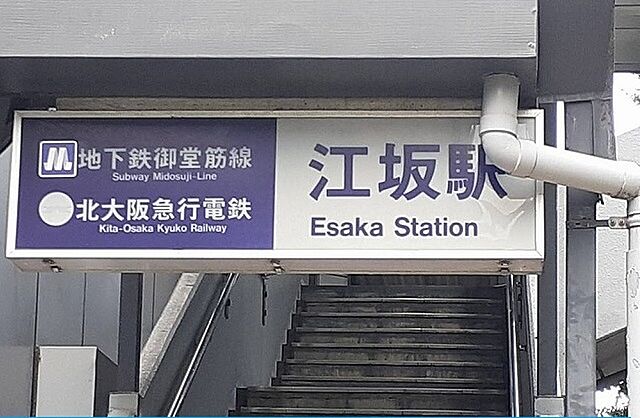 地下鉄御堂筋線
Subway Midosuji-Line
北大阪急行電鉄
Kita-Osaka Kyuko Railway
江坂駅
Esaka Station